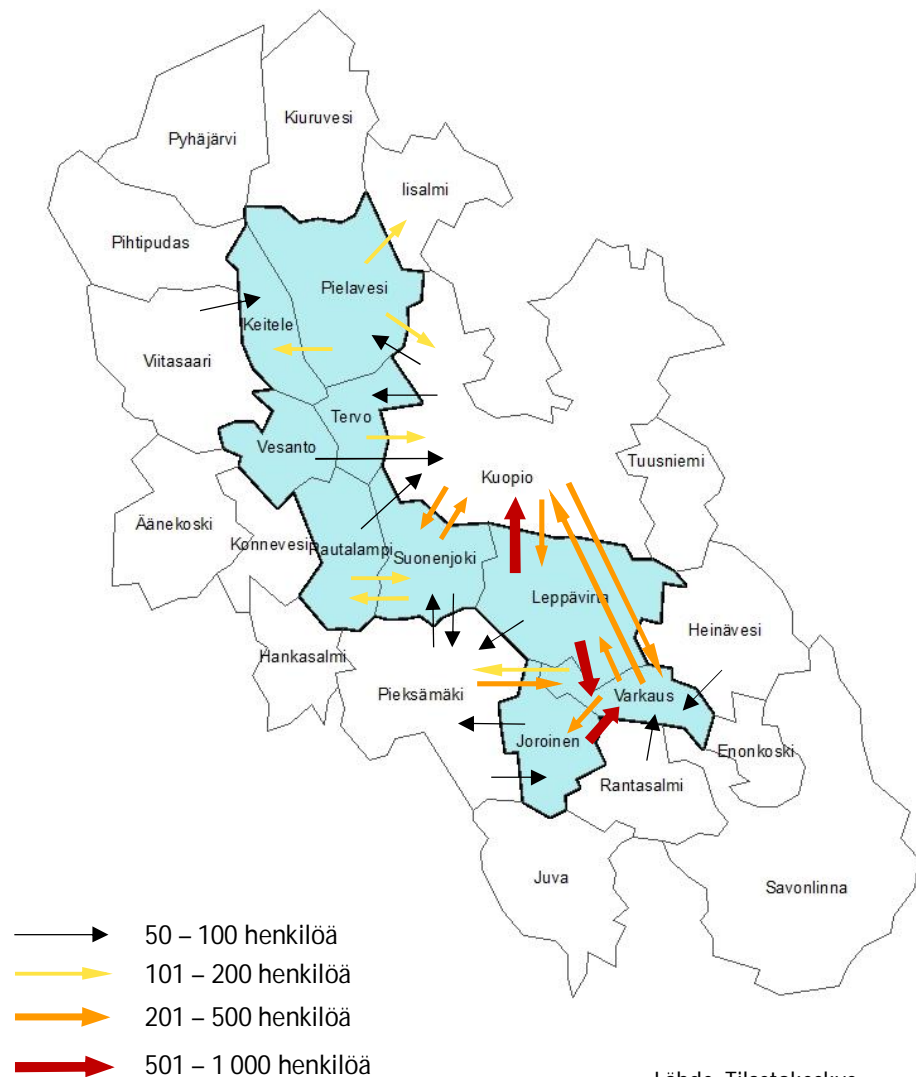 Kiuruvesi
Pyhäjärvi
Iisalmi
Pihtipudas
Pielavesi
Keitele
Viitasaari
Tervo
Vesanto
Kuopio
Tuusniemi
Äänekoski
Konnevesi
Rautalampi
Suonenjoki
Leppävirta
Heinävesi
Hankasalmi
Pieksämäki
Varkaus
Joroinen
Enonkoski
Rantasalmi
Juva
Savonlinna
50 – 100 henkilöä
101 – 200 henkilöä
201 – 500 henkilöä
501 – 1 000 henkilöä
Lähde: Tilastokeskus